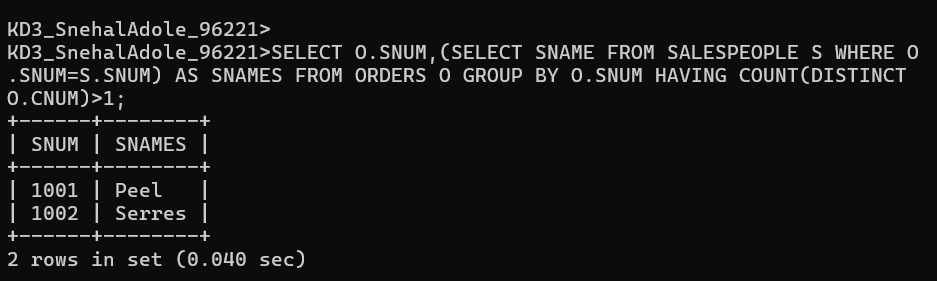 KD3_SnehalAdole_96221>
KD3_SnehalAdole_96221>SELECT O.SNUM,(SELECT SNAME FROM SALESPEOPLE S WHERE O
.SNUM=S.SNUM) AS SNAMES FROM ORDERS O GROUP BY O.SNUM HAVING COUNT(DISTINCT
O.CNUM)>1;
+------+--------+
| SNUM | SNAMES |
+------+--------+
| 1001 | Peel   |
| 1002 | Serres |
+------+--------+
2 rows in set (0.040 sec)